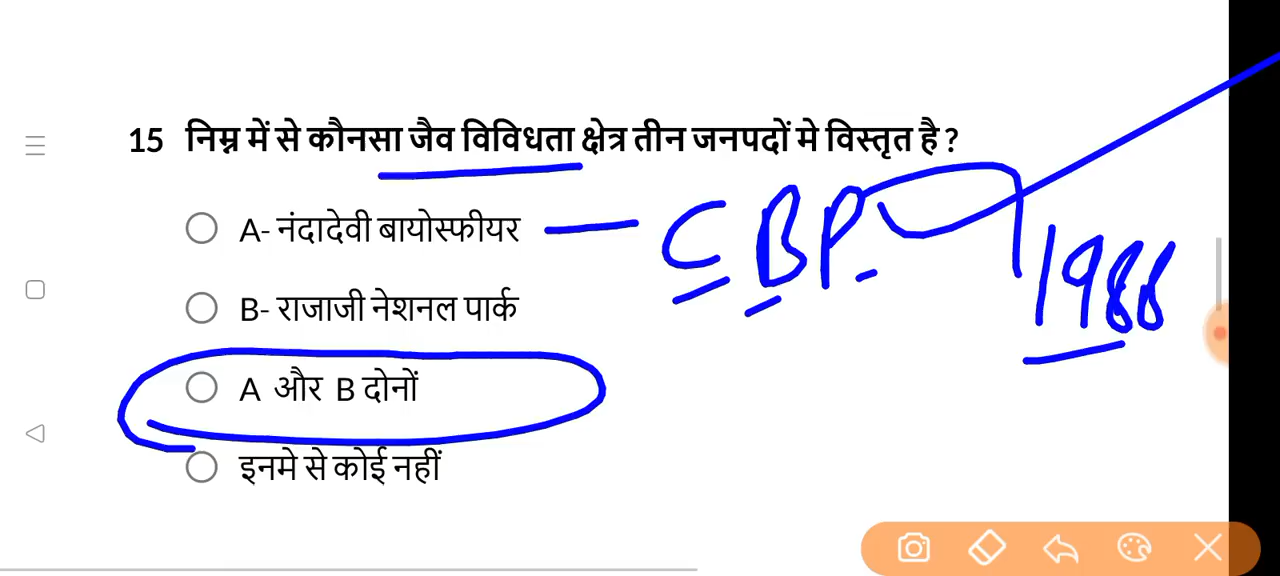 15 निम्न में से कौनसा जैव विविधता क्षेत्र तीन जनपदों मे विस्तृत है ?
A- नंदादेवी बायोस्फीयर
CBP
1988
B- राजाजी नेशनल पार्क
A और B दोनों
इनमे से कोई नहीं